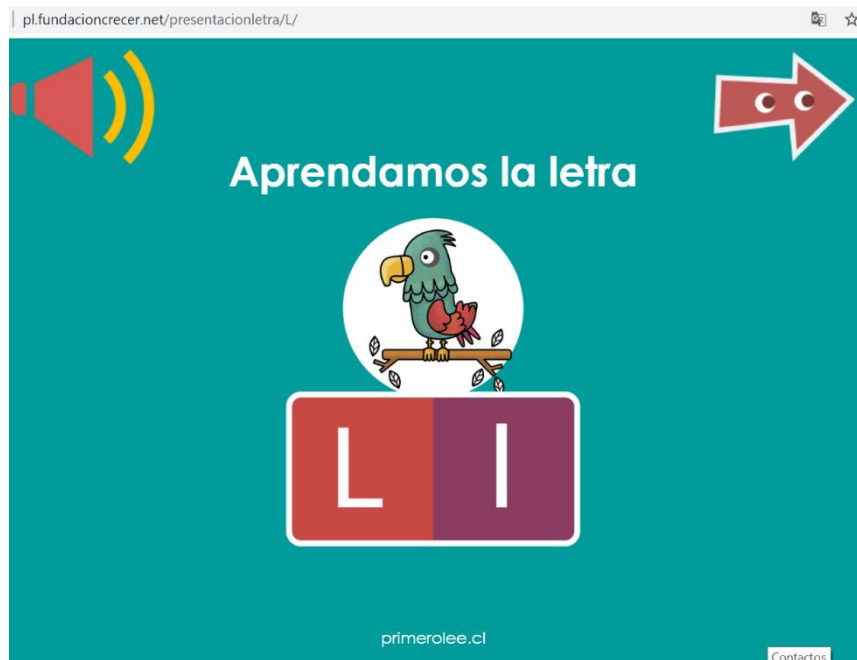 pl.fundacioncrecer.net/presentacionletra/L/
Aprendamos la letra
L l
primerolee.cl
Contactos